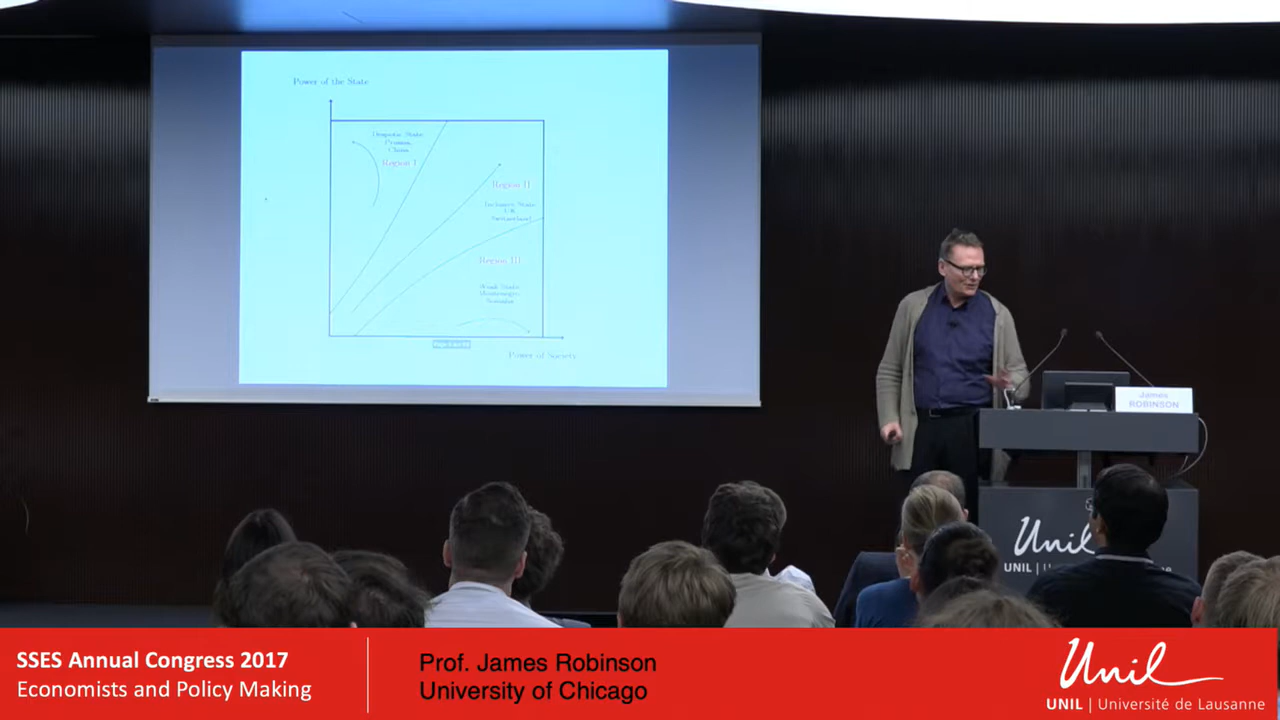 Power of the State
Despotic State
Prussia,
China
Region I
Region II
Inclusive State
UK
Switzerland
Region III
Weak State
Montenegro,
Power of Society
James
ROBINSON
Unil
UNIL | Unive
SSES Annual Congress 2017
Economists and Policy Making
Prof. James Robinson
University of Chicago
Unil
UNIL | Université de Lausanne